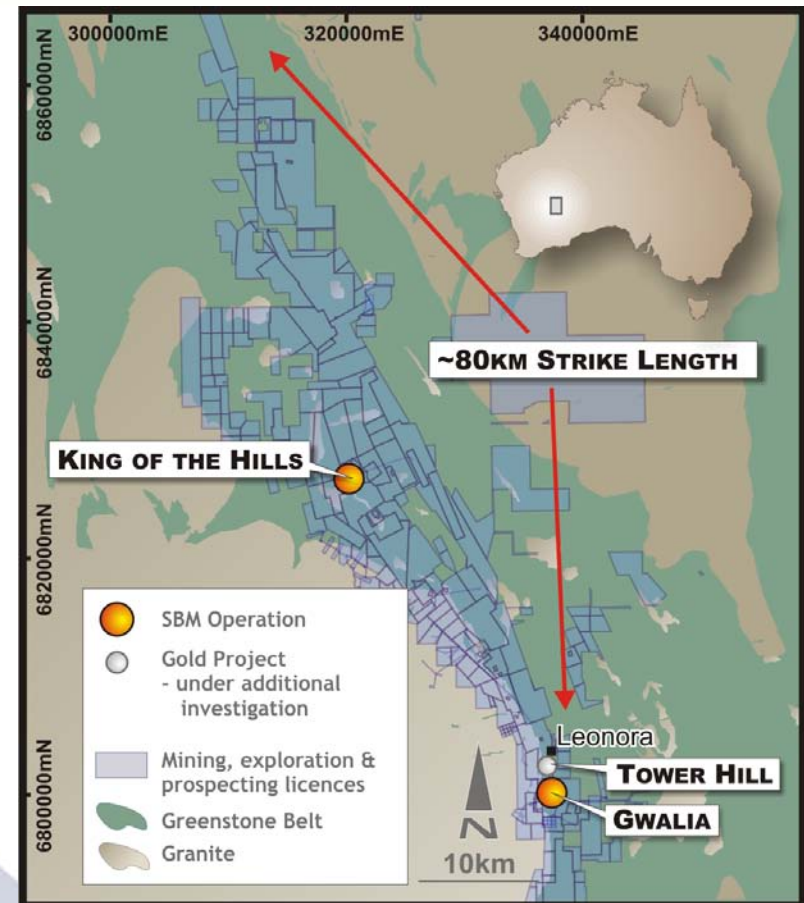 300000mE
320000mE
340000mE
6860000mN
6840000mN
6820000mN
6800000mN
~80KM STRIKE LENGTH
KING OF THE HILLS
SBM Operation
Gold Project
- under additional
investigation
Mining, exploration &
prospecting licences
Greenstone Belt
Granite
N
10km
Leonora
TOWER HILL
GWALIA